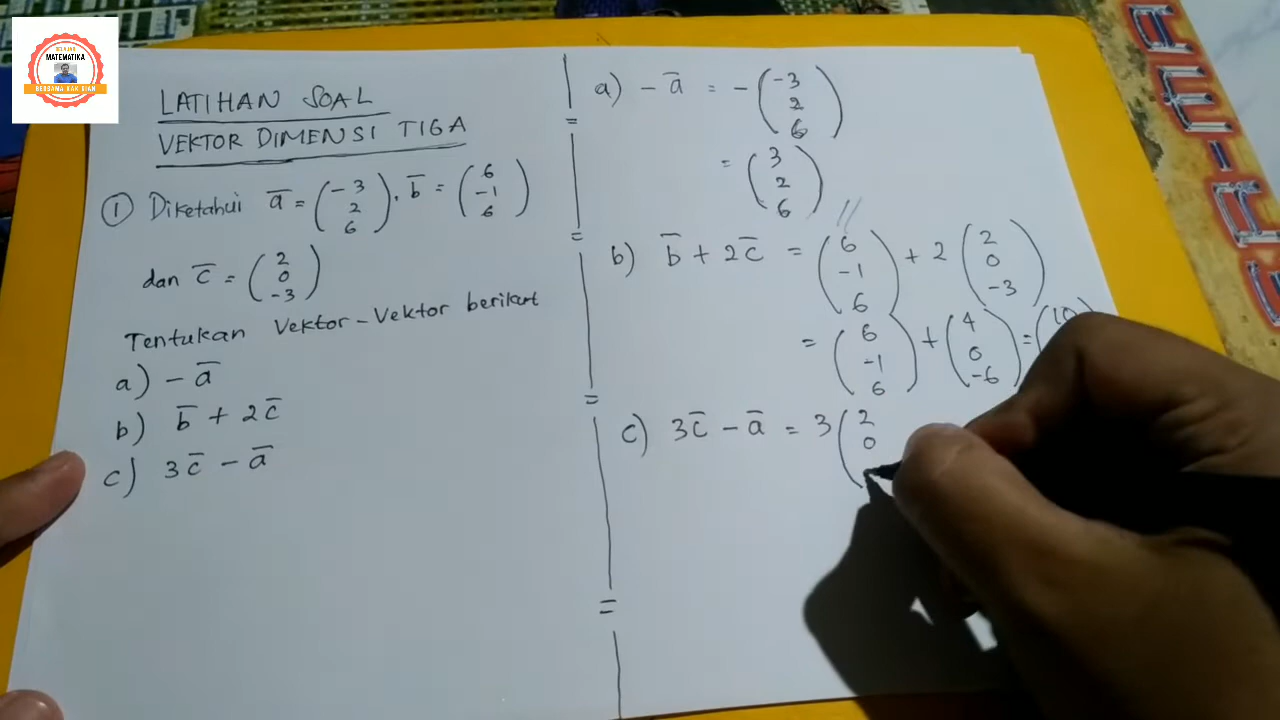 BELAJAR
MATEMATIKA
BERSAMA KAK DIAN
LATIHAN SOAL
VEKTOR DIMENSI TIGA
① Diketahui a̅ = (-3 2 6), b̅ = (6 -1 6)
dan c̅ = (2 0 -3)
Tentukan Vektor-Vektor berikut
a) -a̅
b) b̅ + 2c̅
c) 3c̅ - a̅
a) -a̅ = -(-3 2 6)
= (3 2 6) //
b) b̅ + 2c̅ = (6 -1 6) + 2 (2 0 -3)
= (6 -1 6) + (4 0 -6) = (10
c) 3c̅ - a̅ = 3 (2 0